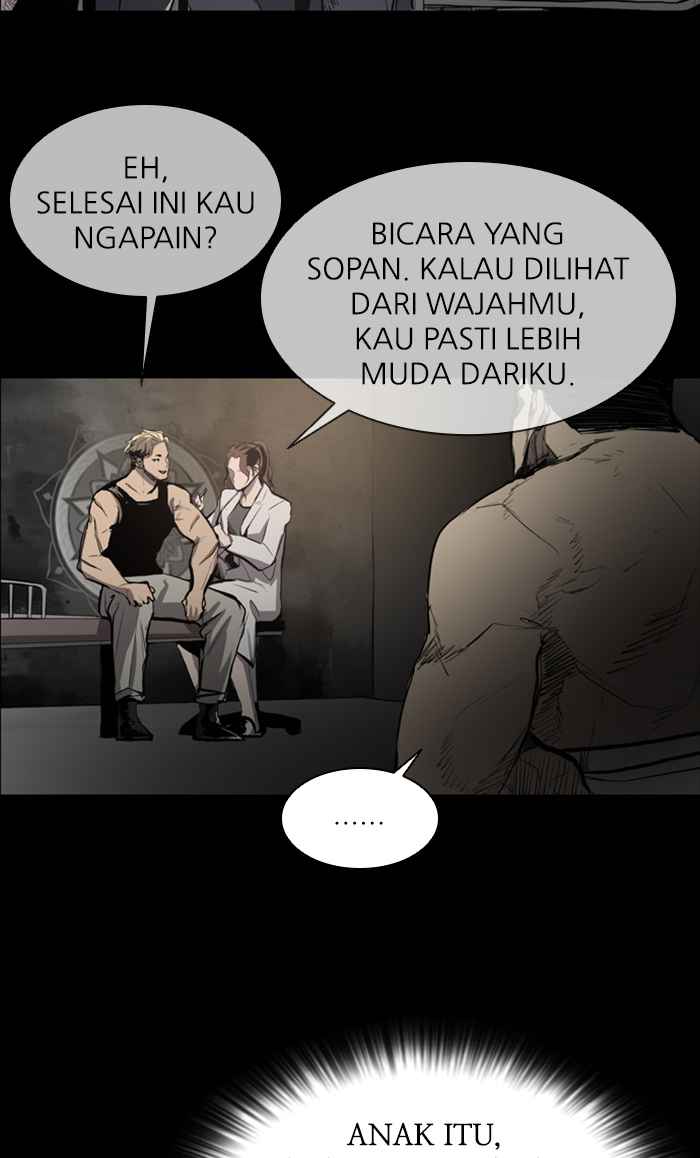 EH,
SELESAI INI KAU
NGAPAIN?
BICARA YANG
SOPAN. KALAU DILIHAT
DARI WAJAHMU,
KAU PASTI LEBIH
MUDA DARIKU.
......
ANAK ITU,